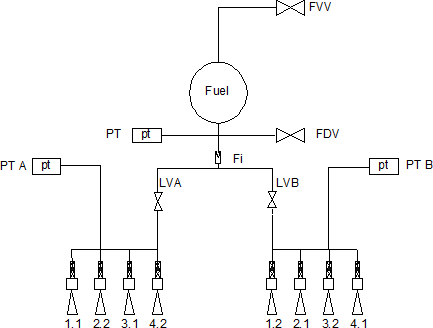 FVV
Fuel
PT pt FDV
PT A pt Fi pt PT B
LVA LVB
1.1 2.2 3.1 4.2 1.2 2.1 3.2 4.1